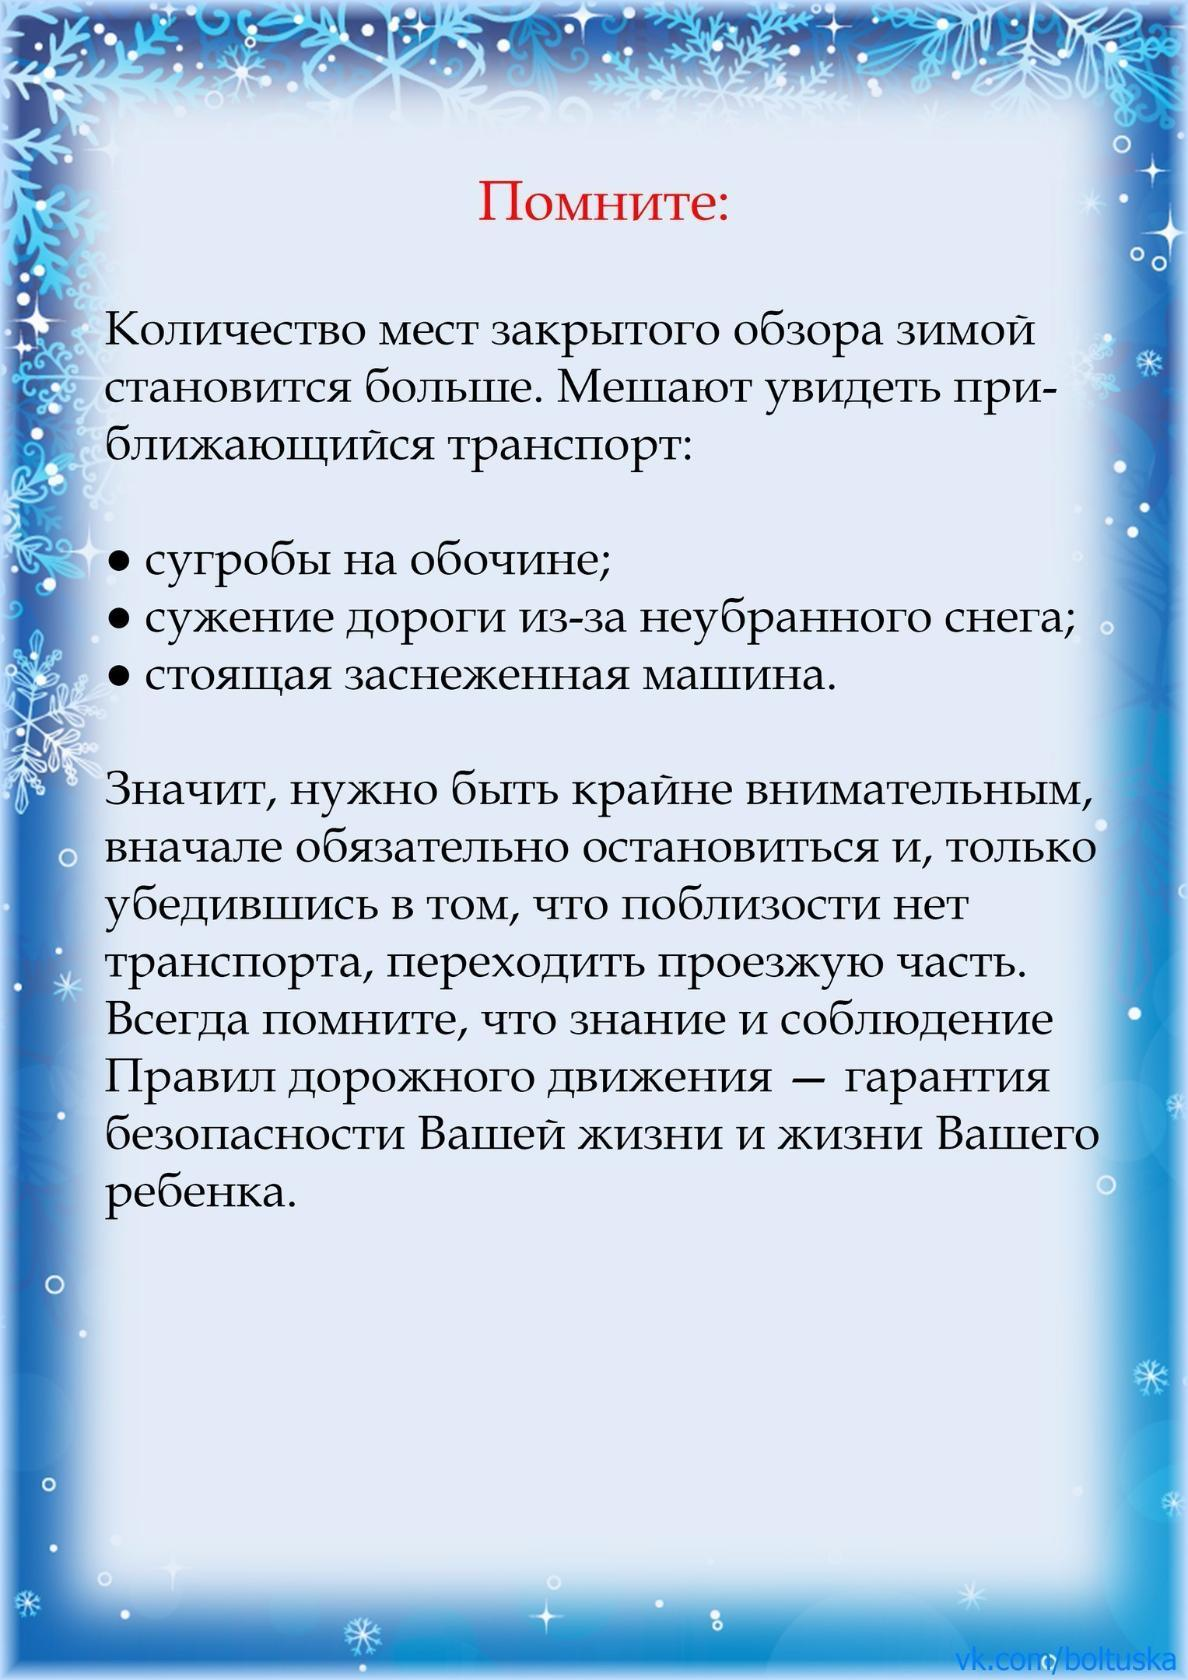 Помните:
Количество мест закрытого обзора зимой
становится больше. Мешают увидеть при-
ближающийся транспорт:
● сугробы на обочине;
● сужение дороги из-за неубранного снега;
● стоящая заснеженная машина.
Значит, нужно быть крайне внимательным,
вначале обязательно остановиться и, только
убедившись в том, что поблизости нет
транспорта, переходить проезжую часть.
Всегда помните, что знание и соблюдение
Правил дорожного движения — гарантия
безопасности Вашей жизни и жизни Вашего
ребенка.
vk.com/boltuska